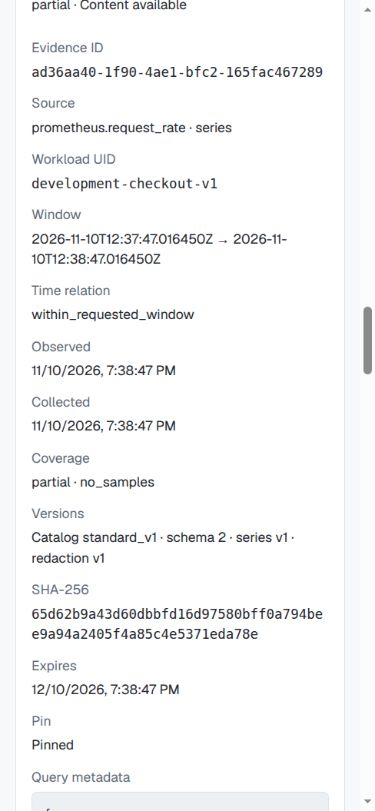 partial · Content available
Evidence ID
ad36aa40-1f90-4ae1-bfc2-165fac467289
Source
prometheus.request_rate · series
Workload UID
development-checkout-v1
Window
2026-11-10T12:37:47.016450Z → 2026-11-
10T12:38:47.016450Z
Time relation
within_requested_window
Observed
11/10/2026, 7:38:47 PM
Collected
11/10/2026, 7:38:47 PM
Coverage
partial · no_samples
Versions
Catalog standard_v1 · schema 2 · series v1 ·
redaction v1
SHA-256
65d62b9a43d60dbbfd16d97580bff0a794be
e9a94a2405f4a85c4e5371eda78e
Expires
12/10/2026, 7:38:47 PM
Pin
Pinned
Query metadata